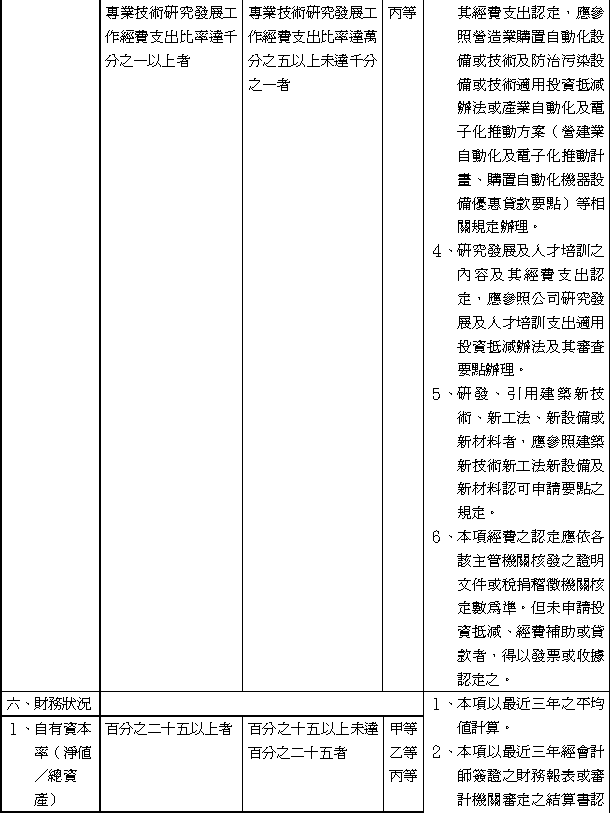 專業技術研究發展工
作經費支出比率達千
分之一以上者
專業技術研究發展工
作經費支出比率達萬
分之五以上未達千分
之一者
丙等
其經費支出認定，應參
照營造業購置自動化設
備或技術及防治污染設
備或技術適用投資抵減
辦法或產業自動化及電
子化推動方案（營建業
自動化及電子化推動計
畫、購置自動化機器設
備優惠貸款要點）等相
關規定辦理。
4、研究發展及人才培訓之
內容及其經費支出認
定，應參照公司研究發
展及人才培訓支出適用
投資抵減辦法及其審查
要點辦理。
5、研發、引用建築新技
術、新工法、新設備或
新材料者，應參照建築
新技術新工法新設備及
新材料認可申請要點之
規定。
6、本項經費之認定應依各
該主管機關核發之證明
文件或稅捐稽徵機關核
定數為準。但未申請投
資抵減、經費補助或貸
款者，得以發票或收據
認定之。
六、財務狀況
1、自有資本
率（淨值
／總資
產）
百分之二十五以上者
百分之十五以上未達
百分之二十五者
甲等
乙等
丙等
1、本項以最近三年之平均
值計算。
2、本項以最近三年經會計
師簽證之財務報表或審
計機關審定之結算書認